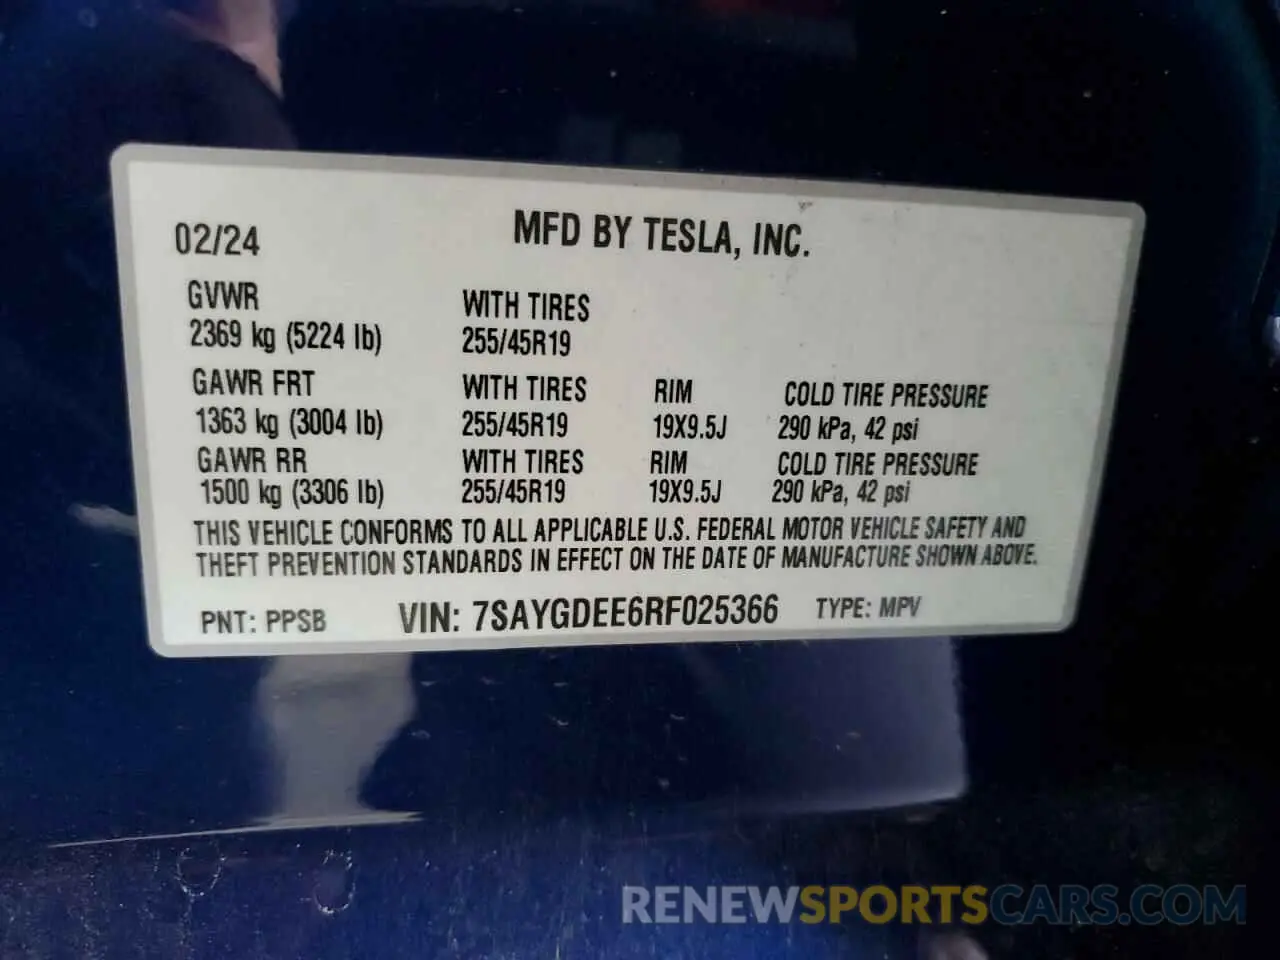 02/24 MFD BY TESLA, INC.
GVWR WITH TIRES
2369 kg (5224 lb) 255/45R19
GAWR FRT WITH TIRES RIM COLD TIRE PRESSURE
1363 kg (3004 lb) 255/45R19 19X9.5J 290 kPa, 42 psi
GAWR RR WITH TIRES RIM COLD TIRE PRESSURE
1500 kg (3306 lb) 255/45R19 19X9.5J 290 kPa, 42 psi
THIS VEHICLE CONFORMS TO ALL APPLICABLE U.S. FEDERAL MOTOR VEHICLE SAFETY AND
THEFT PREVENTION STANDARDS IN EFFECT ON THE DATE OF MANUFACTURE SHOWN ABOVE.
PNT: PPSB VIN: 7SAYGDEE6RF025366 TYPE: MPV
RENEWSPORTSCARS.COM